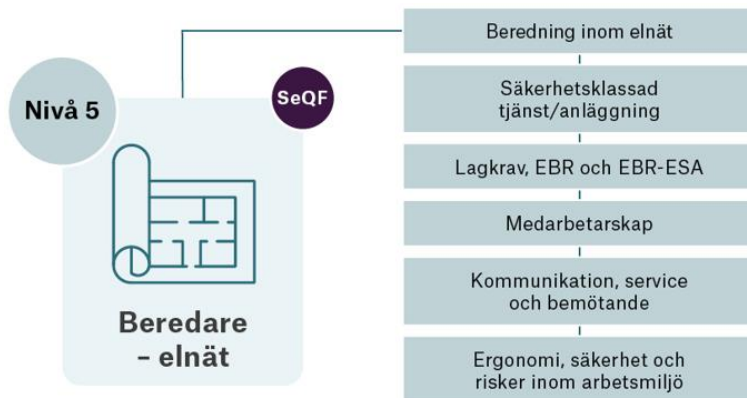 Nivå 5
SeQF
Beredare
– elnät
Beredning inom elnät
Säkerhetsklassad
tjänst/anläggning
Lagkrav, EBR och EBR-ESA
Medarbetarskap
Kommunikation, service
och bemötande
Ergonomi, säkerhet och
risker inom arbetsmiljö